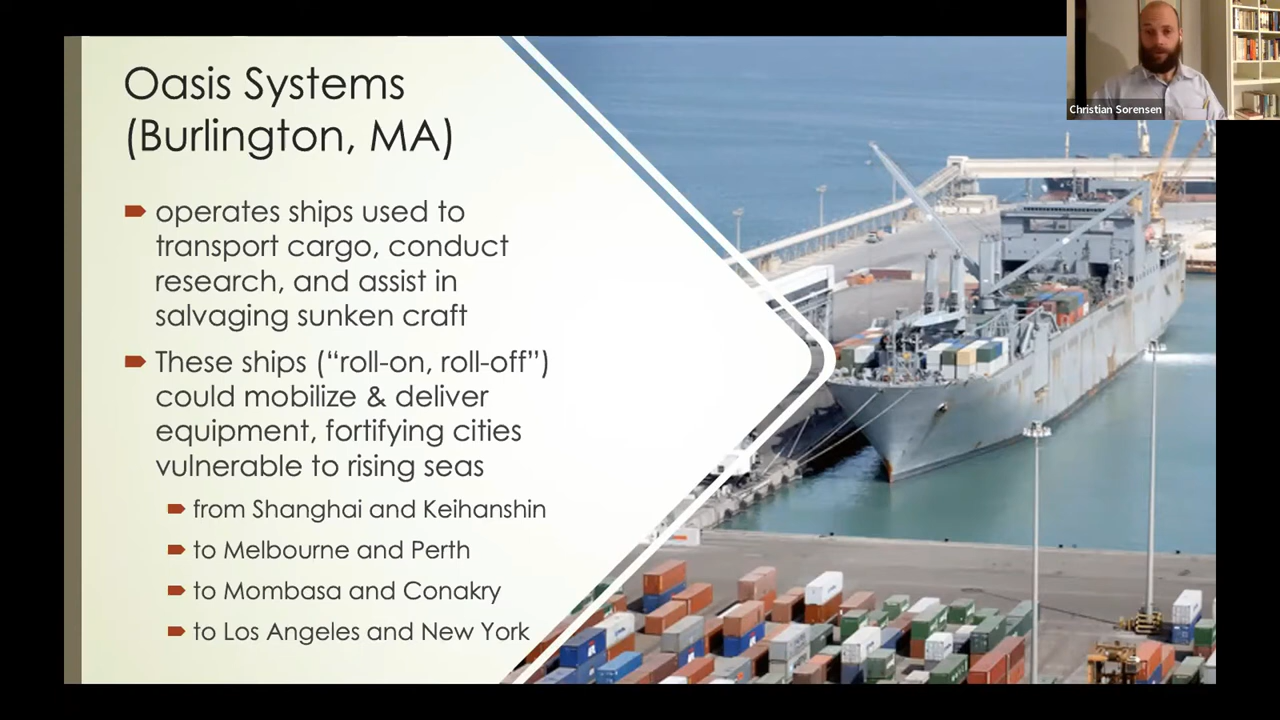 Oasis Systems
(Burlington, MA)
operates ships used to
transport cargo, conduct
research, and assist in
salvaging sunken craft
These ships (“roll-on, roll-off”)
could mobilize & deliver
equipment, fortifying cities
vulnerable to rising seas
from Shanghai and Keihanshin
to Melbourne and Perth
to Mombasa and Conakry
to Los Angeles and New York
Christian Sorensen